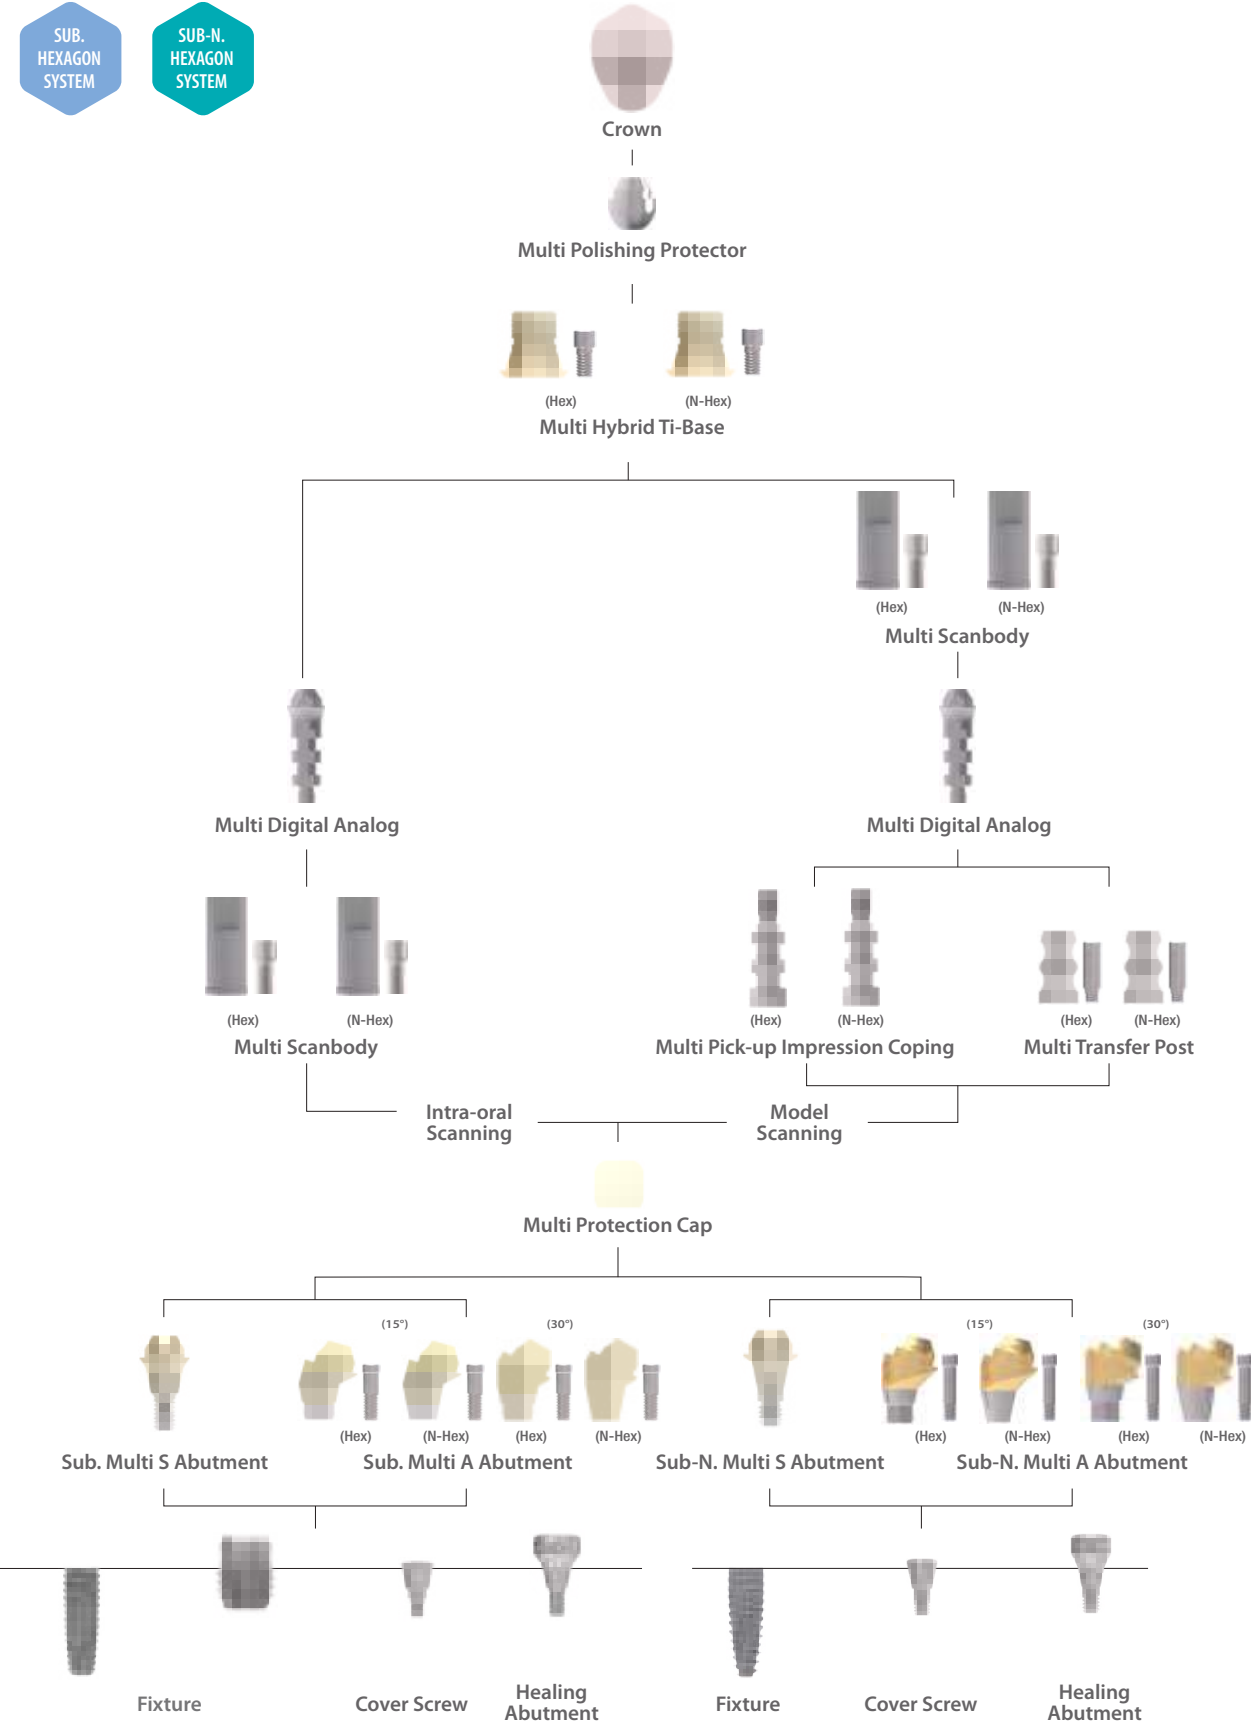 SUB.
HEXAGON
SYSTEM
SUB-N.
HEXAGON
SYSTEM
Crown
Multi Polishing Protector
(Hex)
(N-Hex)
Multi Hybrid Ti-Base
(Hex)
(N-Hex)
Multi Scanbody
Multi Digital Analog
Multi Digital Analog
(Hex)
(N-Hex)
Multi Scanbody
(Hex)
(N-Hex)
Multi Pick-up Impression Coping
(Hex)
(N-Hex)
Multi Transfer Post
Intra-oral
Scanning
Model
Scanning
Multi Protection Cap
(15°)
(30°)
(15°)
(30°)
(Hex)
(N-Hex)
(Hex)
(N-Hex)
(Hex)
(N-Hex)
(Hex)
(N-Hex)
Sub. Multi S Abutment
Sub. Multi A Abutment
Sub-N. Multi S Abutment
Sub-N. Multi A Abutment
Fixture
Cover Screw
Healing
Abutment
Fixture
Cover Screw
Healing
Abutment